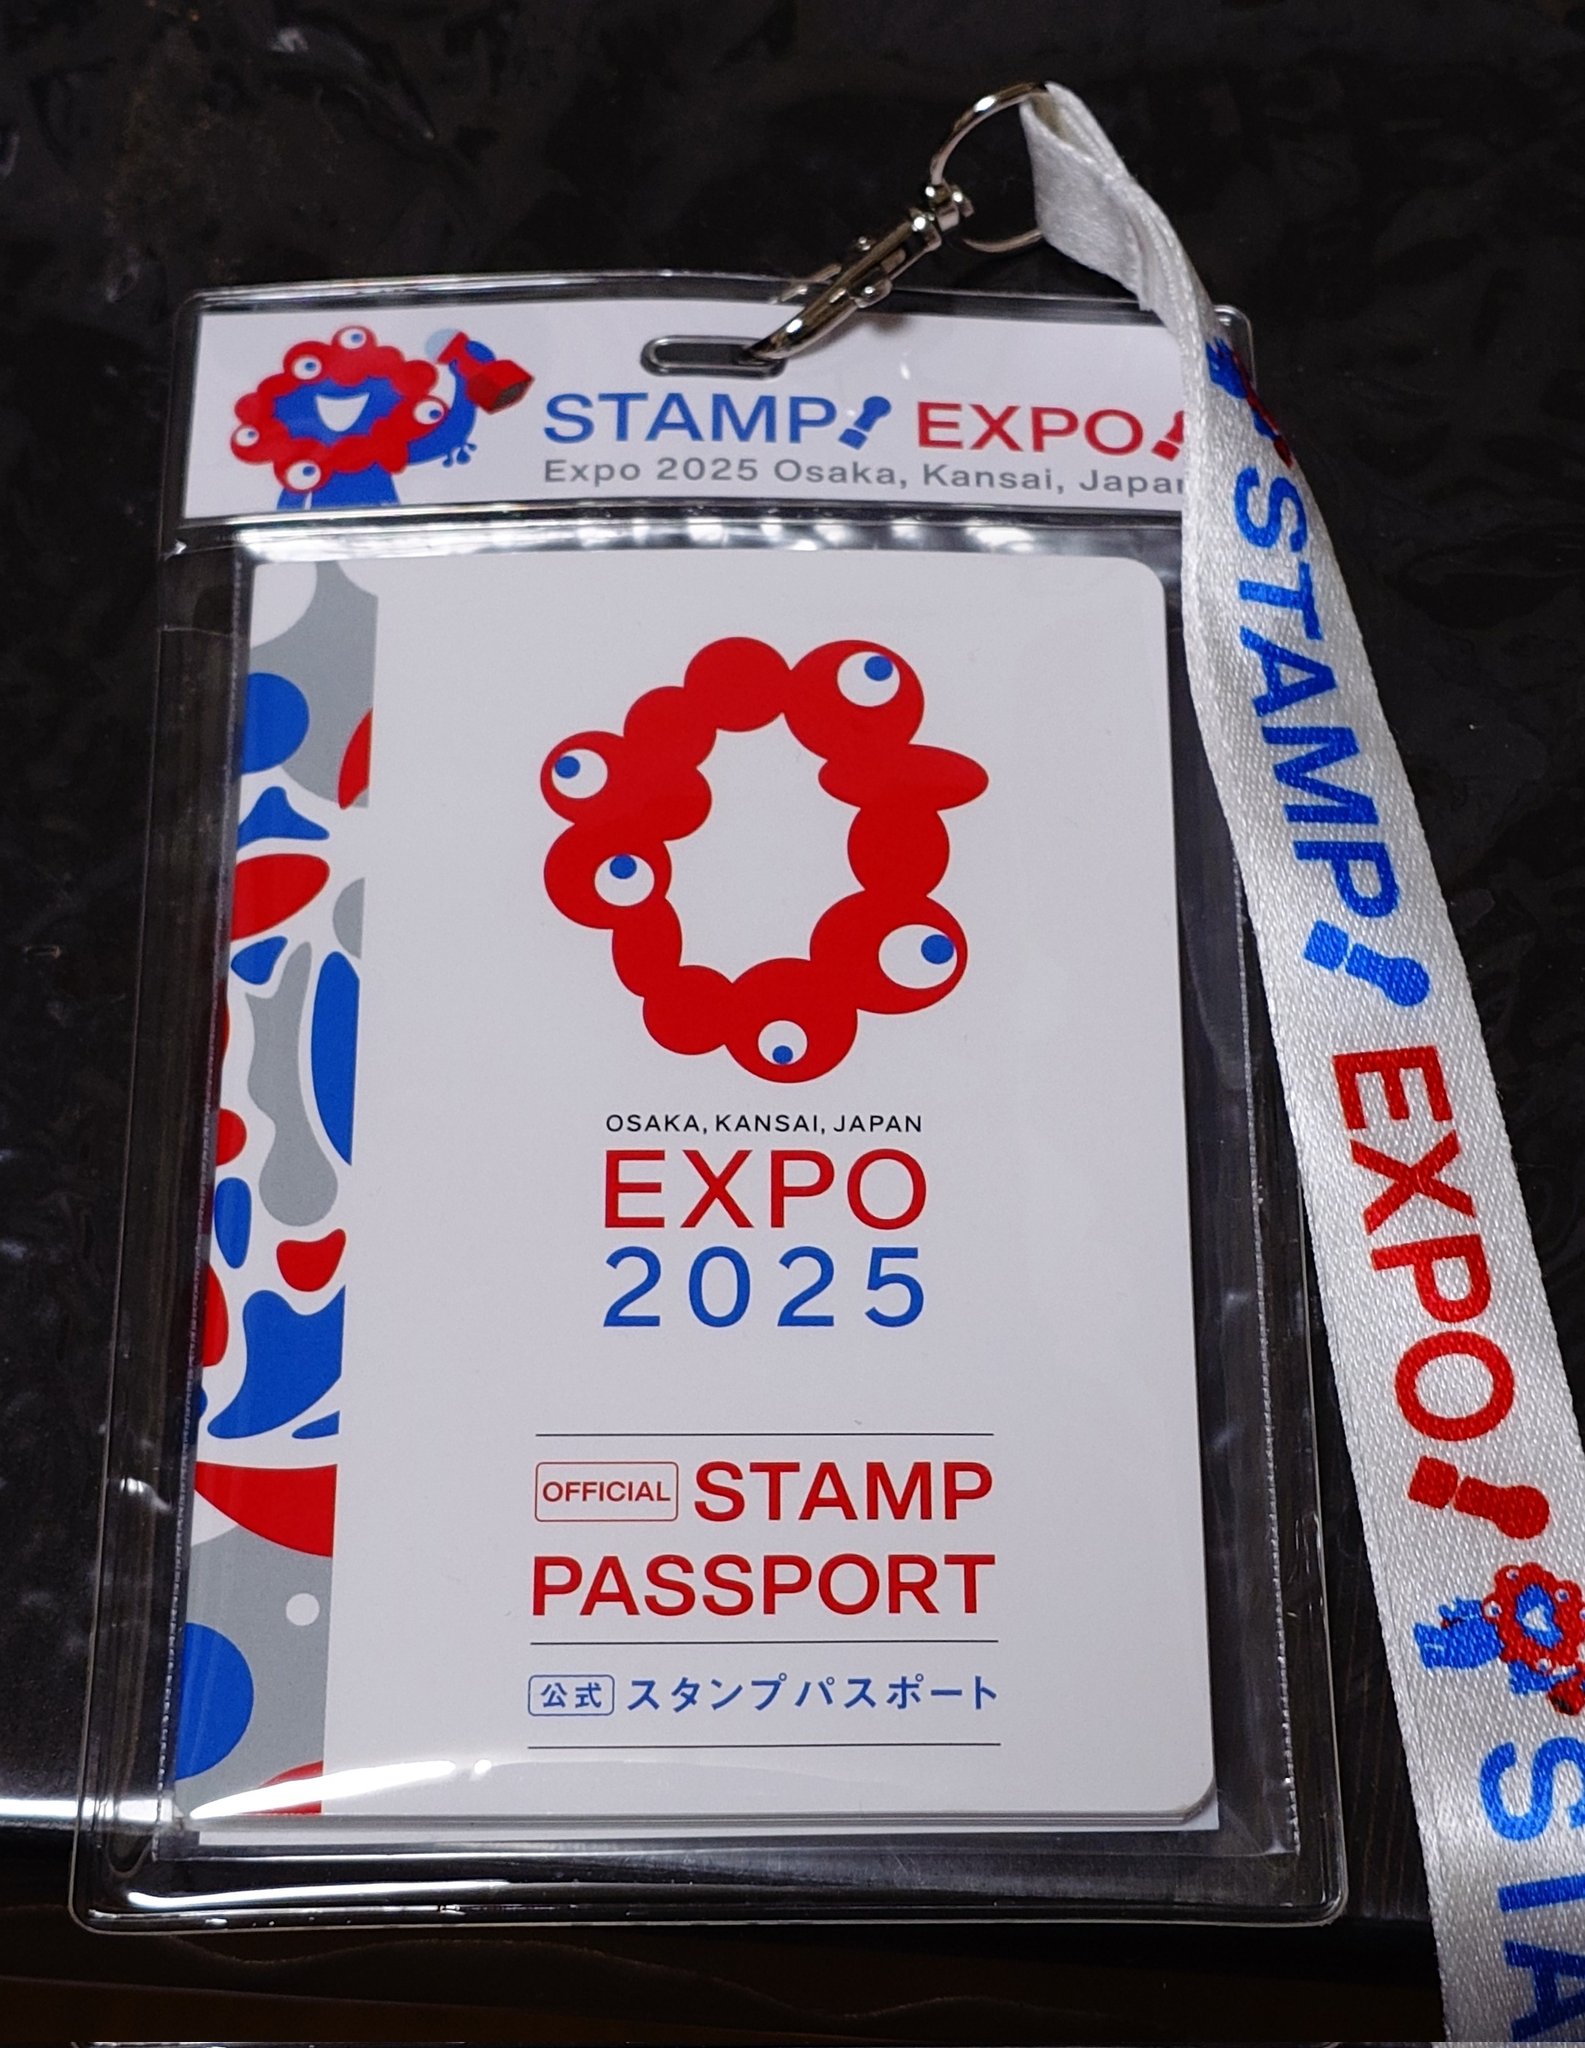 STAMP! EXPO!
Expo 2025 Osaka, Kansai, Japan
OSAKA, KANSAI, JAPAN
EXPO
2025
OFFICIAL STAMP
PASSPORT
公式 スタンプパスポート
STAMP! EXPO!
STA